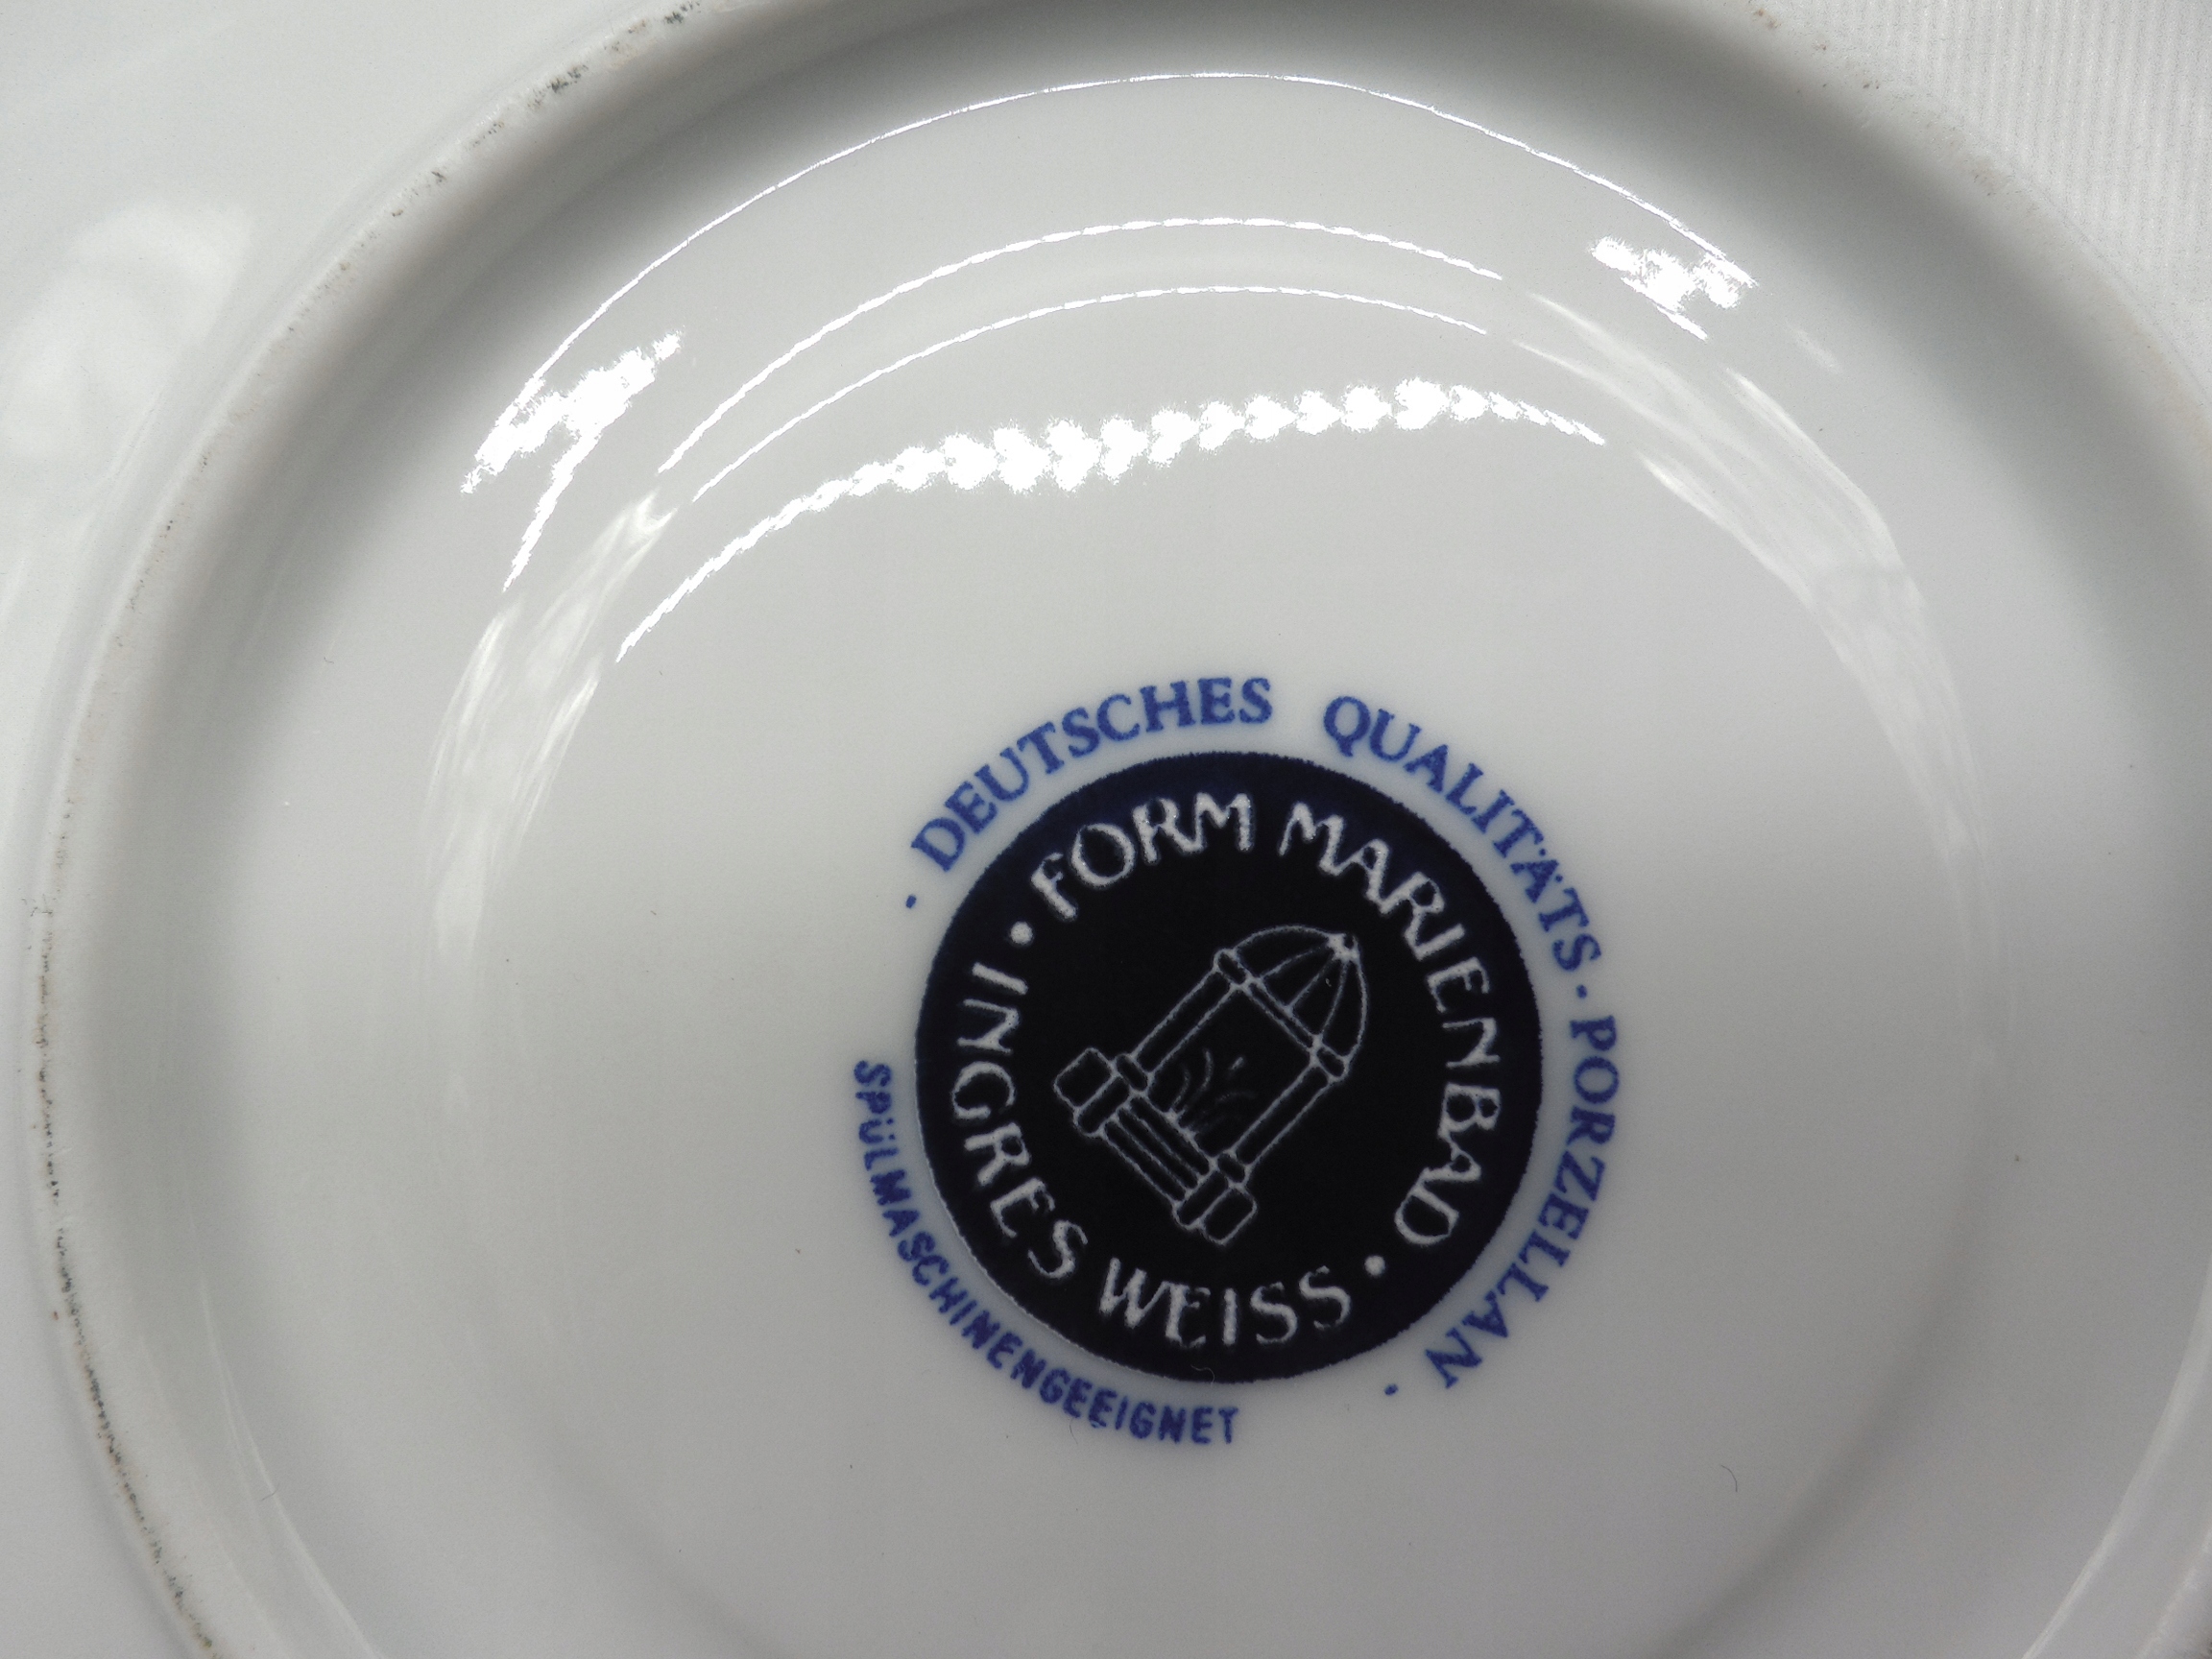 · DEUTSCHES QUALITÄTS · PORZELLAN ·
· FORM MARIENBAD ·
INGRES WEISS
SPÜLMASCHINENGEEIGNET